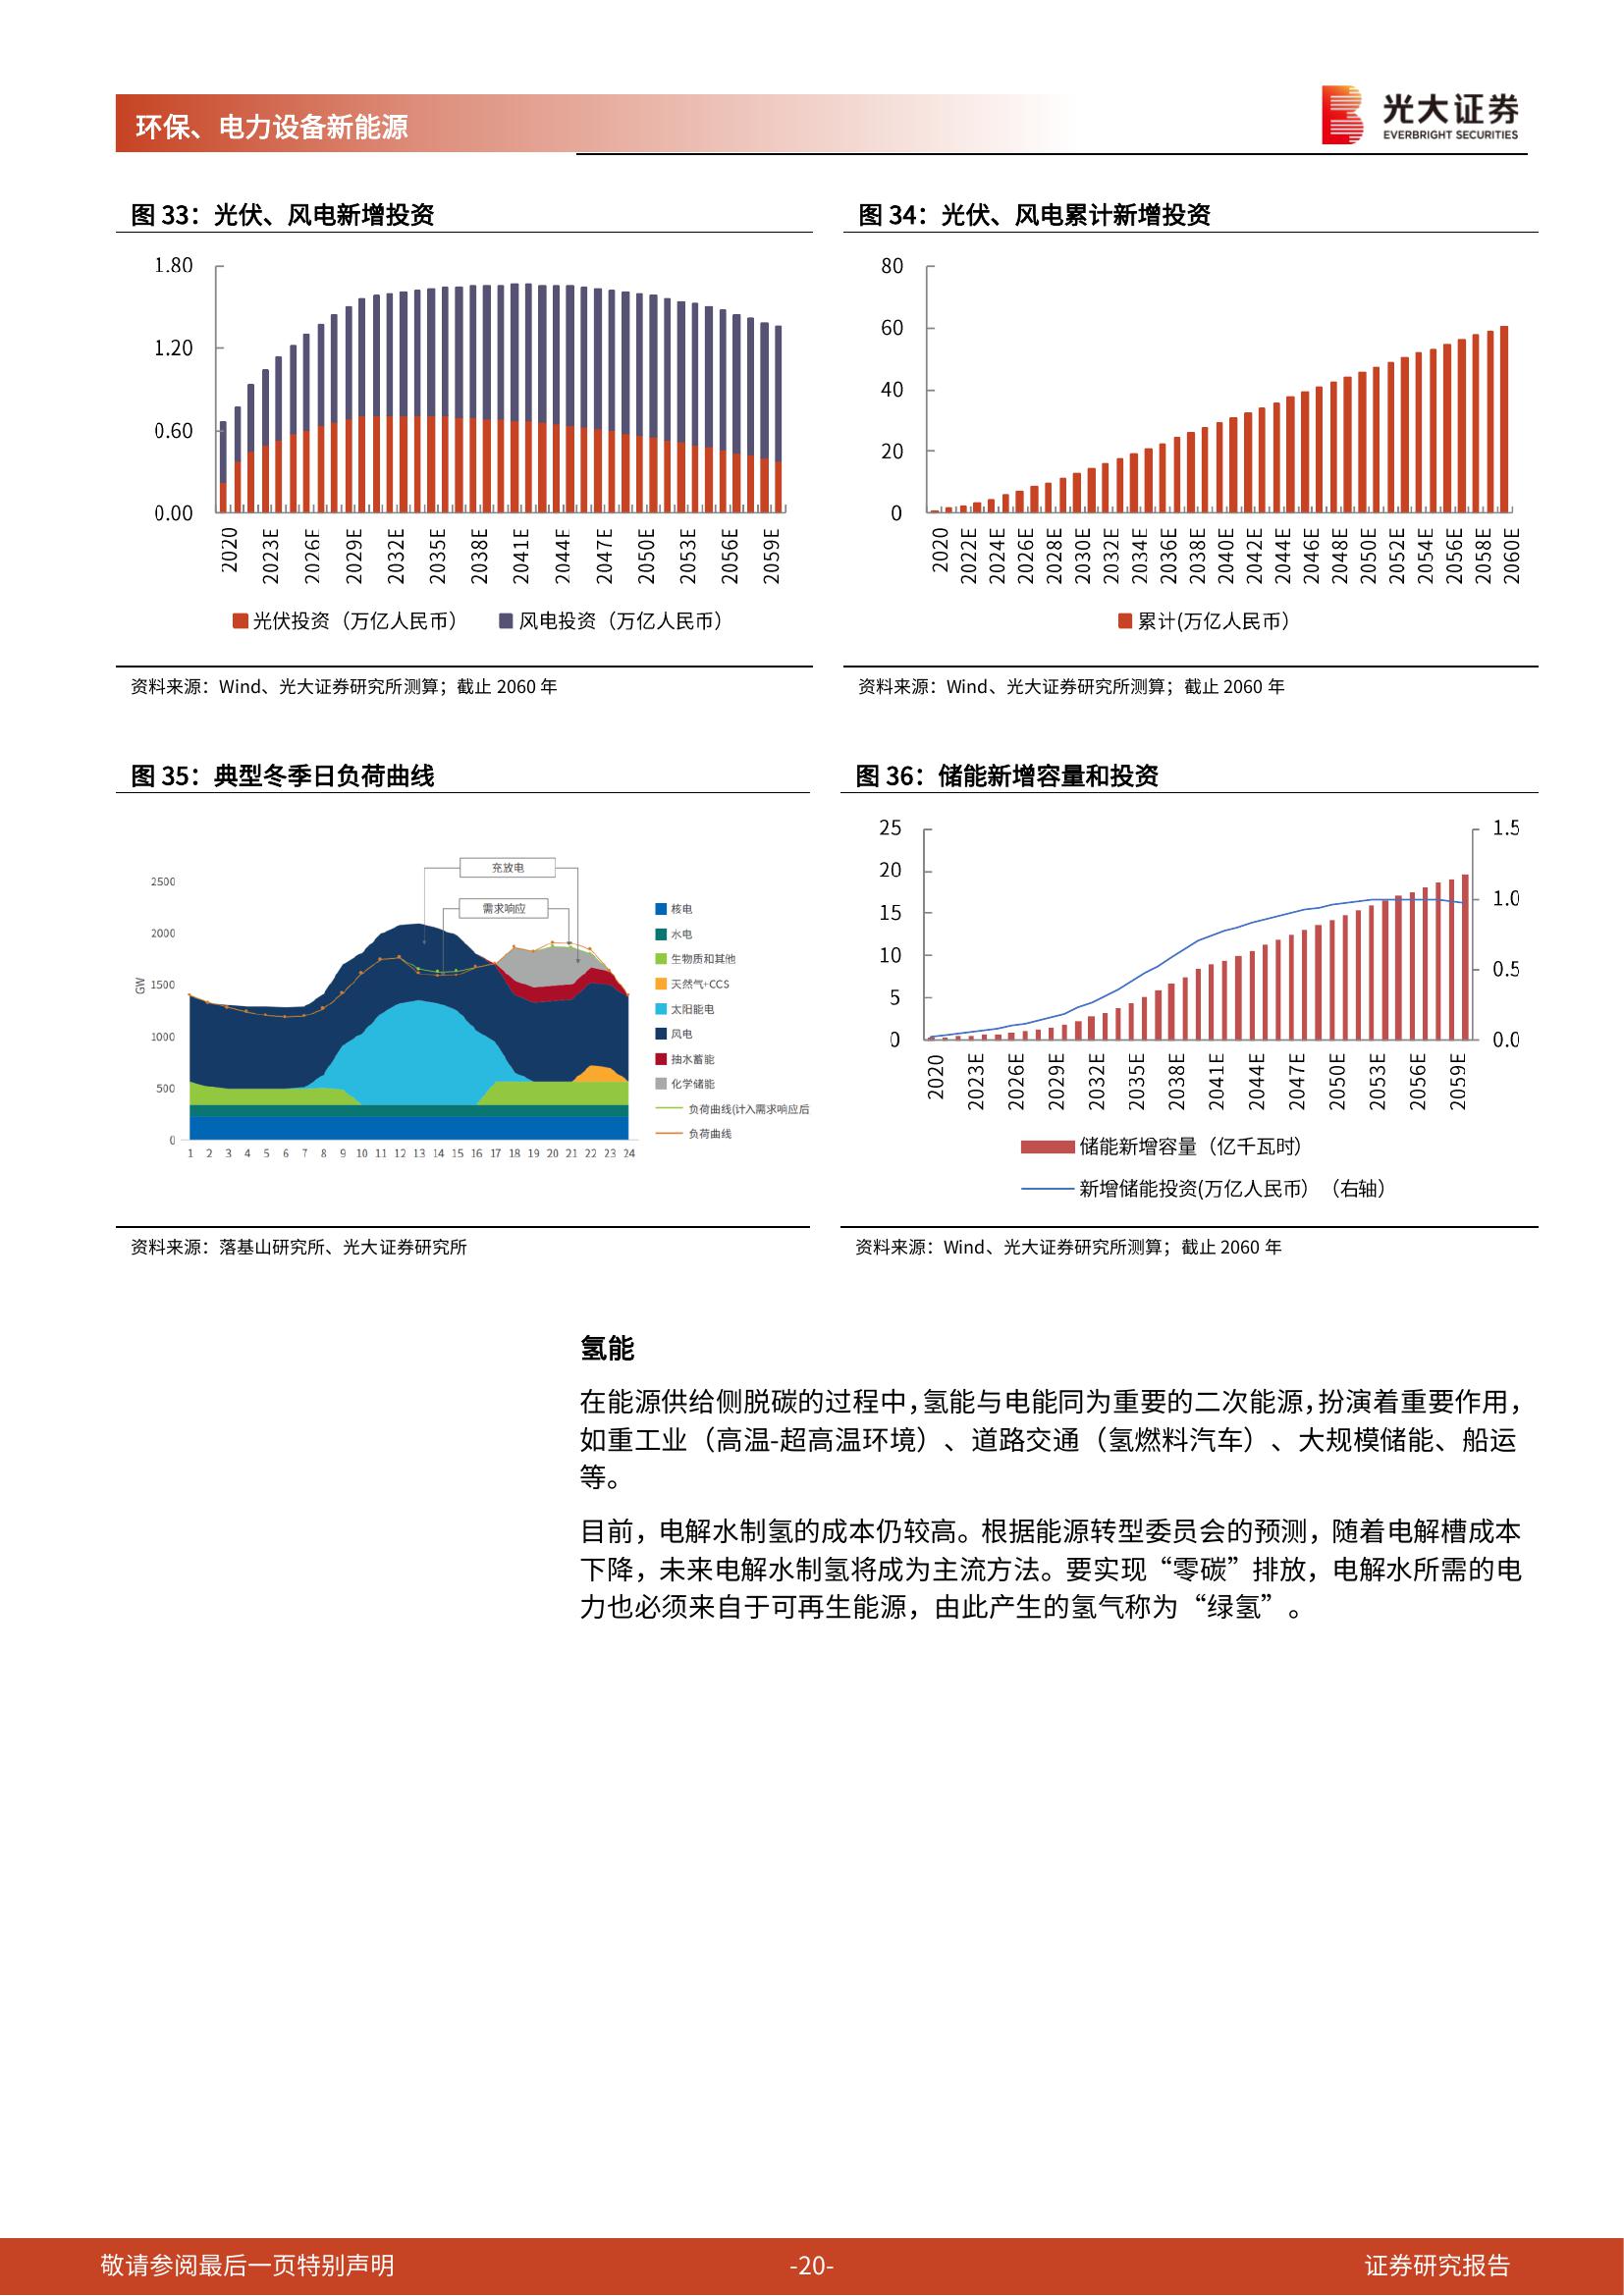 环保、电力设备新能源
光大证券
EVERBRIGHT SECURITIES
图 33：光伏、风电新增投资
1.80
1.20
0.60
0.00
2020 2023E 2026E 2029E 2032E 2035E 2038E 2041E 2044E 2047E 2050E 2053E 2056E 2059E
光伏投资（万亿人民币） 风电投资（万亿人民币）
资料来源：Wind、光大证券研究所测算；截止 2060 年
图 34：光伏、风电累计新增投资
80
60
40
20
0
2020 2022E 2024E 2026E 2028E 2030E 2032E 2034E 2036E 2038E 2040E 2042E 2044E 2046E 2048E 2050E 2052E 2054E 2056E 2058E 2060E
累计(万亿人民币）
资料来源：Wind、光大证券研究所测算；截止 2060 年
图 35：典型冬季日负荷曲线
充放电
需求响应
GW
2500
2000
1500
1000
500
0
1 2 3 4 5 6 7 8 9 10 11 12 13 14 15 16 17 18 19 20 21 22 23 24
核电
水电
生物质和其他
天然气+CCS
太阳能电
风电
抽水蓄能
化学储能
负荷曲线(计入需求响应后
负荷曲线
资料来源：落基山研究所、光大证券研究所
图 36：储能新增容量和投资
25
20
15
10
5
0
1.5
1.0
0.5
0.0
2020 2023E 2026E 2029E 2032E 2035E 2038E 2041E 2044E 2047E 2050E 2053E 2056E 2059E
储能新增容量（亿千瓦时）
新增储能投资(万亿人民币）（右轴）
资料来源：Wind、光大证券研究所测算；截止 2060 年
氢能
在能源供给侧脱碳的过程中，氢能与电能同为重要的二次能源，扮演着重要作用，
如重工业（高温-超高温环境）、道路交通（氢燃料汽车）、大规模储能、船运
等。
目前，电解水制氢的成本仍较高。根据能源转型委员会的预测，随着电解槽成本
下降，未来电解水制氢将成为主流方法。要实现“零碳”排放，电解水所需的电
力也必须来自于可再生能源，由此产生的氢气称为“绿氢”。
敬请参阅最后一页特别声明
-20-
证券研究报告